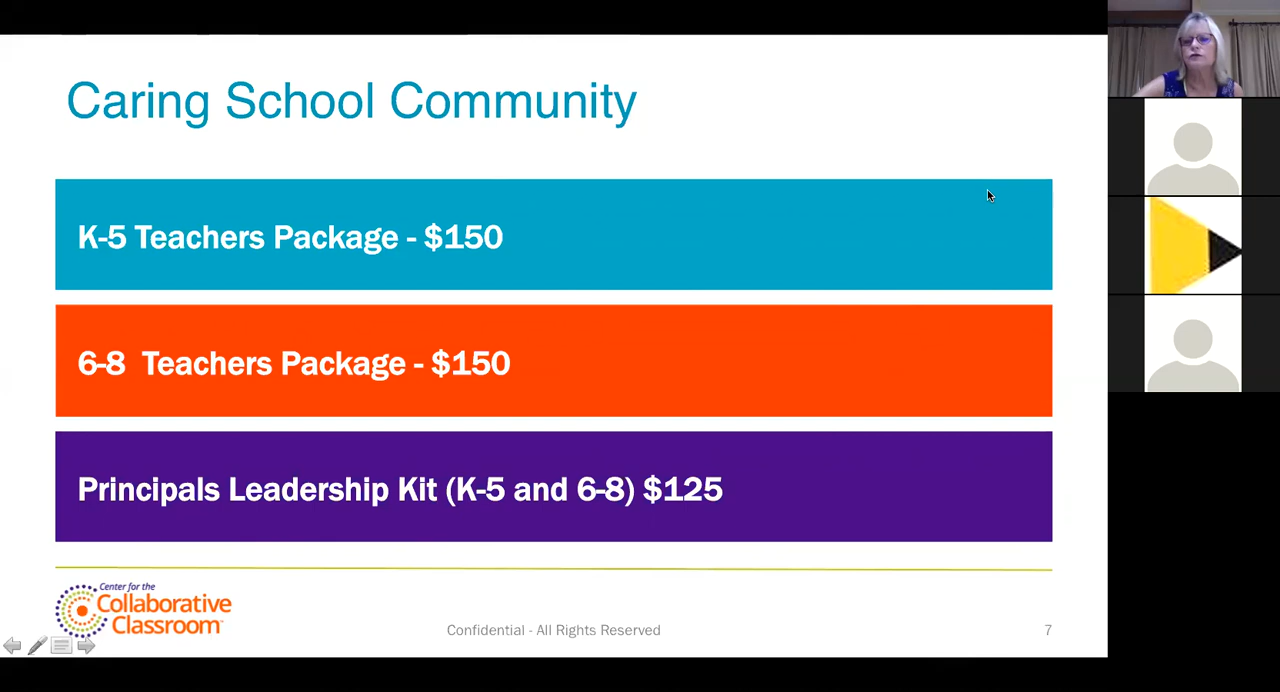 Caring School Community
K-5 Teachers Package - $150
6-8 Teachers Package - $150
Principals Leadership Kit (K-5 and 6-8) $125
Center for the
Collaborative
Classroom
Confidential - All Rights Reserved
7